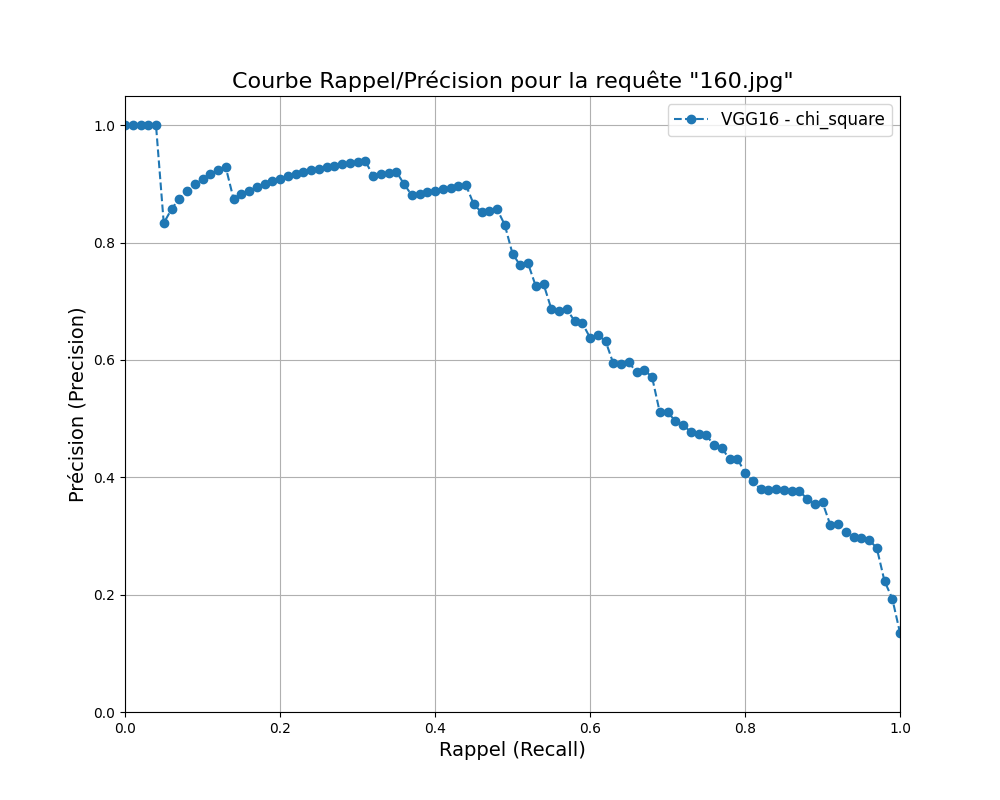 Courbe Rappel/Précision pour la requête "160.jpg"
VGG16 - chi_square
Précision (Precision)
1.0
0.8
0.6
0.4
0.2
0.0
0.0 0.2 0.4 0.6 0.8 1.0
Rappel (Recall)